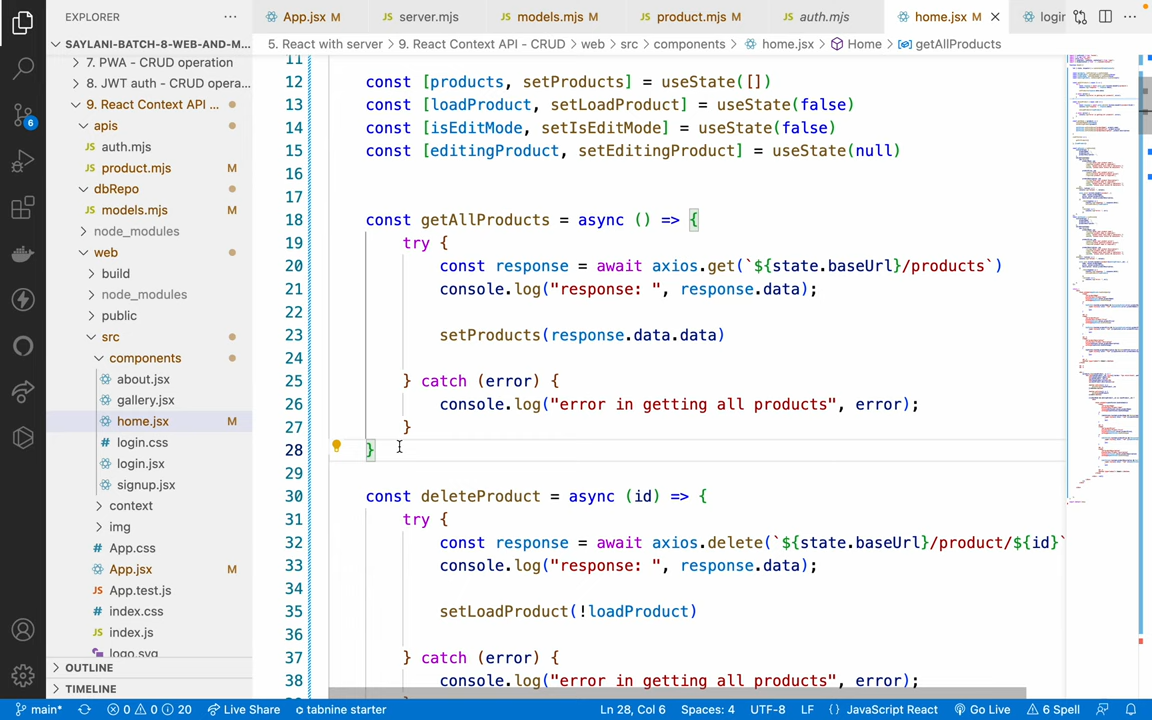 EXPLORER
App.jsx M
server.mjs
models.mjs M
product.mjs M
auth.mjs
home.jsx M
login
SAYLANI-BATCH-8-WEB-AND-M...
5. React with server > 9. React Context API - CRUD > web > src > components > home.jsx > Home > getAllProducts
7. PWA - CRUD operation
8. JWT auth - CRUD opera...
9. React Context API ...
apis
auth.mjs
product.mjs M
dbRepo
models.mjs M
node_modules
web
build
node_modules
public
src
components
about.jsx
gallery.jsx
home.jsx M
login.css
login.jsx
signup.jsx
context
img
App.css
App.jsx M
App.test.js
index.css
index.js
logo.svg
OUTLINE
TIMELINE
11
12 const [products, setProducts] = useState([])
13 const [loadProduct, setLoadProduct] = useState(false)
14 const [isEditMode, setIsEditMode] = useState(false)
15 const [editingProduct, setEditingProduct] = useState(null)
16
17
18 const getAllProducts = async () => {
19 try {
20 const response = await axios.get(`${state.baseUrl}/products`)
21 console.log("response: ", response.data);
22
23 setProducts(response.data.data)
24
25 } catch (error) {
26 console.log("error in getting all products", error);
27 }
28 }
29
30 const deleteProduct = async (id) => {
31 try {
32 const response = await axios.delete(`${state.baseUrl}/product/${id}`
33 console.log("response: ", response.data);
34
35 setLoadProduct(!loadProduct)
36
37 } catch (error) {
38 console.log("error in getting all products", error);
6
main* 0 0 20 Live Share tabnine starter Ln 28, Col 6 Spaces: 4 UTF-8 LF {} JavaScript React Go Live 6 Spell